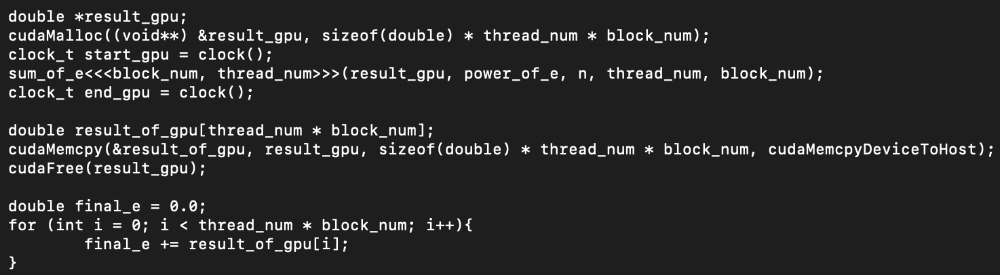 double *result_gpu;
cudaMalloc((void**) &result_gpu, sizeof(double) * thread_num * block_num);
clock_t start_gpu = clock();
sum_of_e<<<block_num, thread_num>>>(result_gpu, power_of_e, n, thread_num, block_num);
clock_t end_gpu = clock();

double result_of_gpu[thread_num * block_num];
cudaMemcpy(&result_of_gpu, result_gpu, sizeof(double) * thread_num * block_num, cudaMemcpyDeviceToHost);
cudaFree(result_gpu);

double final_e = 0.0;
for (int i = 0; i < thread_num * block_num; i++){
        final_e += result_of_gpu[i];
}